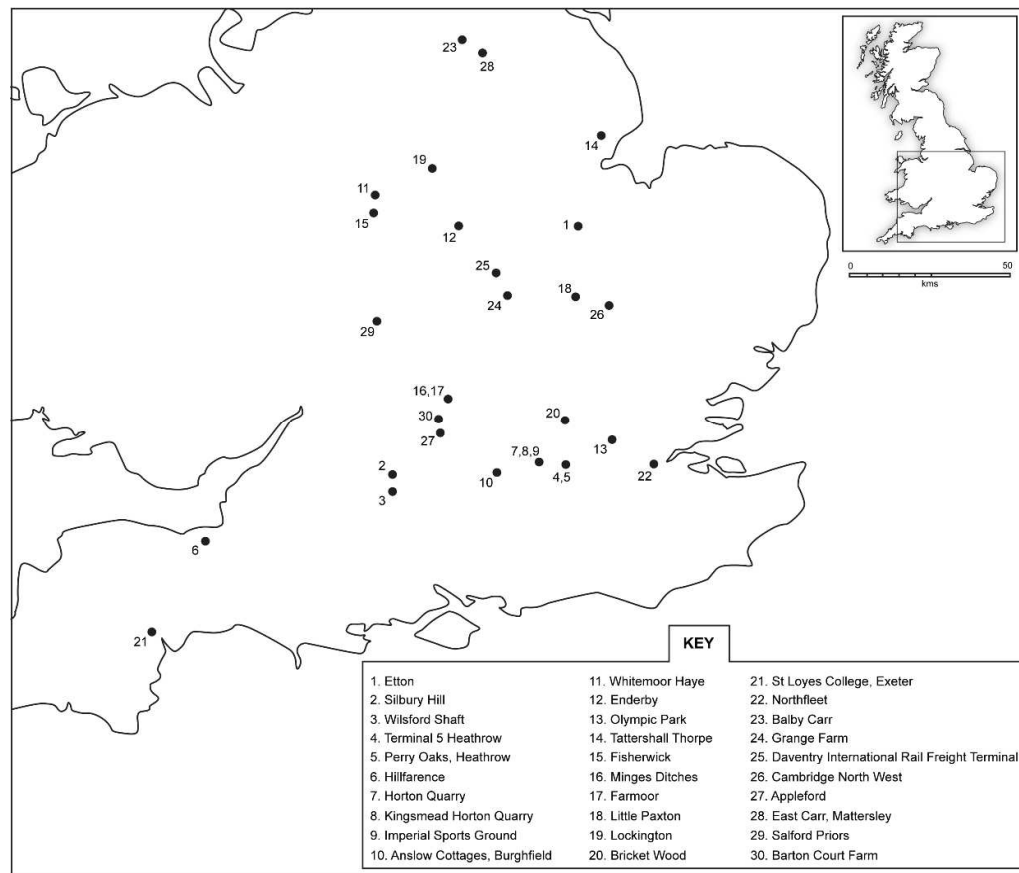 23
28
14
19
11
15
12
1
25
24
18
26
29
16,17
30
27
20
13
7,8,9
4,5
22
10
2
3
6
21
0 50
kms
KEY
1. Etton
2. Silbury Hill
3. Wilsford Shaft
4. Terminal 5 Heathrow
5. Perry Oaks, Heathrow
6. Hillfarence
7. Horton Quarry
8. Kingsmead Horton Quarry
9. Imperial Sports Ground
10. Anslow Cottages, Burghfield
11. Whitemoor Haye
12. Enderby
13. Olympic Park
14. Tattershall Thorpe
15. Fisherwick
16. Minges Ditches
17. Farmoor
18. Little Paxton
19. Lockington
20. Bricket Wood
21. St Loyes College, Exeter
22. Northfleet
23. Balby Carr
24. Grange Farm
25. Daventry International Rail Freight Terminal
26. Cambridge North West
27. Appleford
28. East Carr, Mattersley
29. Salford Priors
30. Barton Court Farm